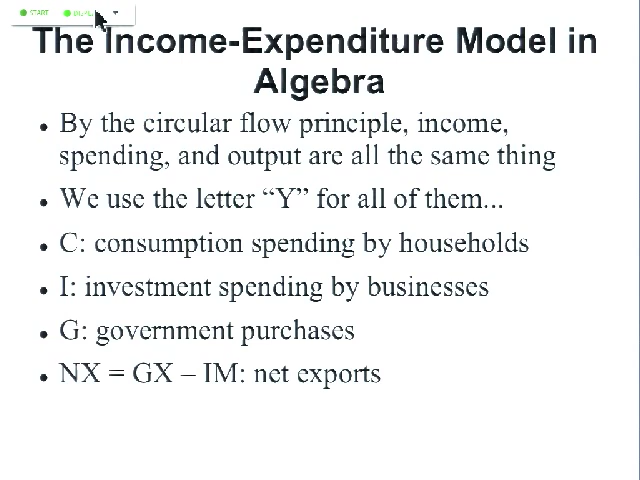 START
The Income-Expenditure Model in
Algebra
• By the circular flow principle, income,
spending, and output are all the same thing
• We use the letter “Y” for all of them...
• C: consumption spending by households
• I: investment spending by businesses
• G: government purchases
• NX = GX – IM: net exports